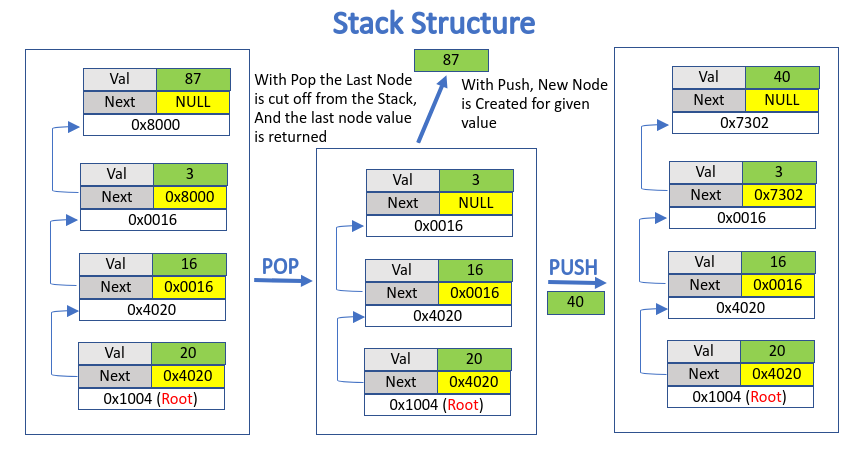 Stack Structure
Val 87
Next NULL
0x8000
Val 3
Next 0x8000
0x0016
Val 16
Next 0x0016
0x4020
Val 20
Next 0x4020
0x1004 (Root)
With Pop the Last Node
is cut off from the Stack,
And the last node value
is returned
POP
87
With Push, New Node
is Created for given
value
Val 3
Next NULL
0x0016
Val 16
Next 0x0016
0x4020
Val 20
Next 0x4020
0x1004 (Root)
PUSH
40
Val 40
Next NULL
0x7302
Val 3
Next 0x7302
0x0016
Val 16
Next 0x0016
0x4020
Val 20
Next 0x4020
0x1004 (Root)